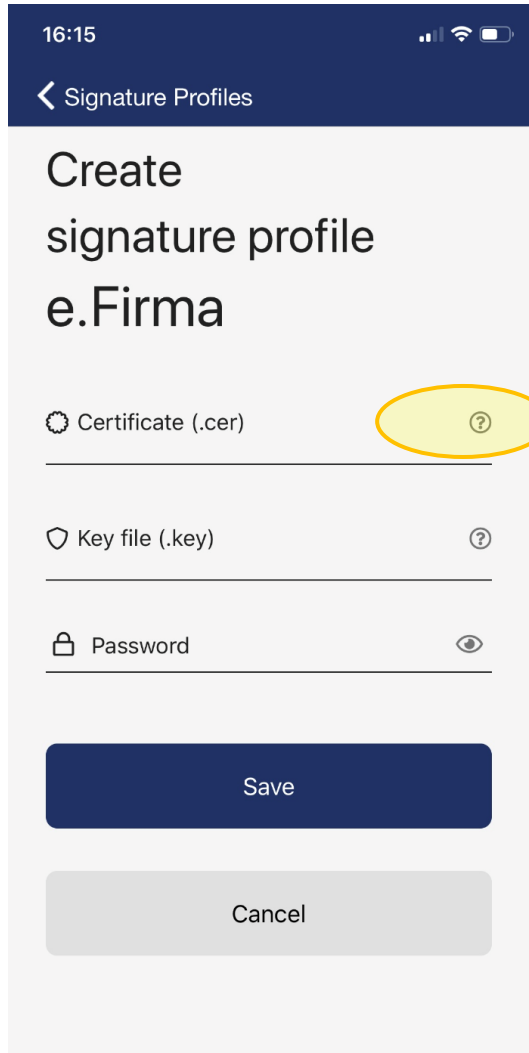 16:15
Signature Profiles
Create
signature profile
e.Firma
Certificate (.cer)
?
Key file (.key)
?
Password
Save
Cancel